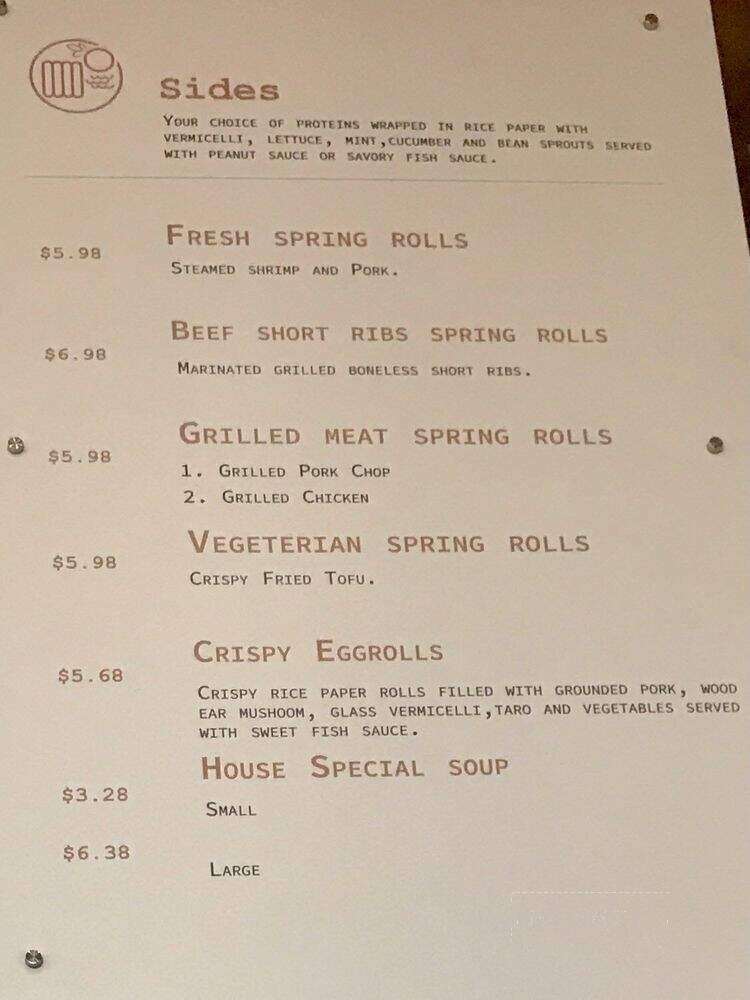 Sides
Your choice of proteins wrapped in rice paper with
vermicelli, lettuce, mint,cucumber and bean sprouts served
with peanut sauce or savory fish sauce.
$5.98 Fresh spring rolls
Steamed shrimp and Pork.
$6.98 Beef short ribs spring rolls
Marinated grilled boneless short ribs.
$5.98 Grilled meat spring rolls
1. Grilled Pork Chop
2. Grilled Chicken
$5.98 Vegeterian spring rolls
Crispy Fried Tofu.
$5.68 Crispy Eggrolls
Crispy rice paper rolls filled with grounded pork, wood
ear mushoom, glass vermicelli,taro and vegetables served
with sweet fish sauce.
House Special soup
$3.28 Small
$6.38 Large